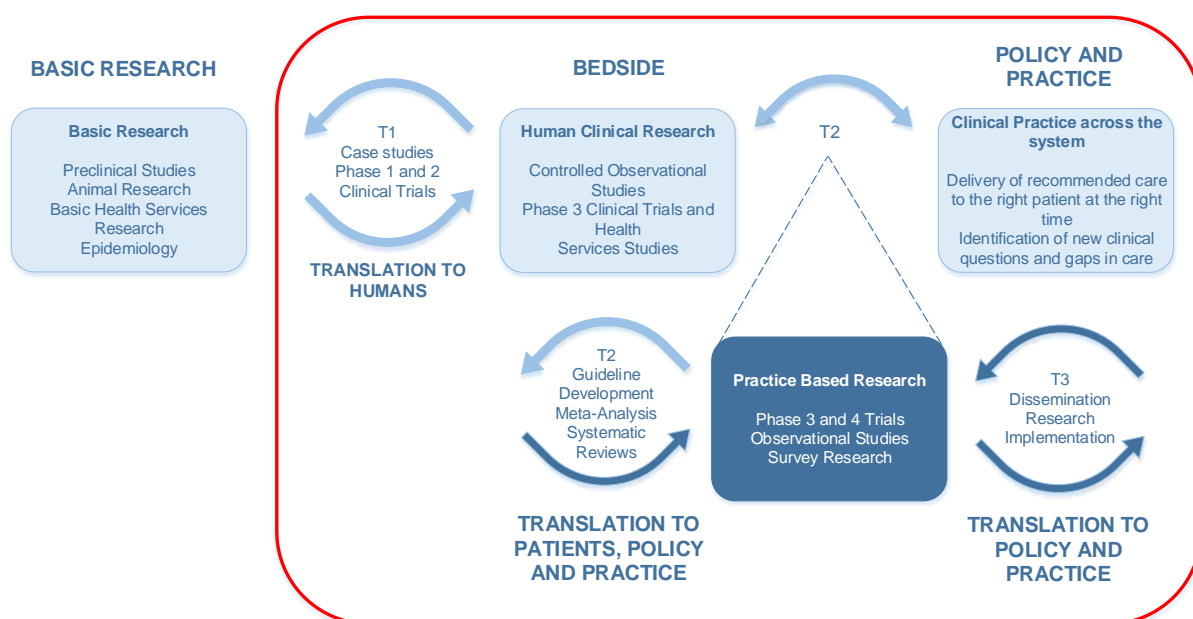 BASIC RESEARCH
Basic Research
Preclinical Studies
Animal Research
Basic Health Services
Research
Epidemiology
T1
Case studies
Phase 1 and 2
Clinical Trials
TRANSLATION TO
HUMANS
BEDSIDE
Human Clinical Research
Controlled Observational
Studies
Phase 3 Clinical Trials and
Health
Services Studies
T2
POLICY AND
PRACTICE
Clinical Practice across the
system
Delivery of recommended care
to the right patient at the right
time
Identification of new clinical
questions and gaps in care
T2
Guideline
Development
Meta-Analysis
Systematic
Reviews
TRANSLATION TO
PATIENTS, POLICY
AND PRACTICE
Practice Based Research
Phase 3 and 4 Trials
Observational Studies
Survey Research
T3
Dissemination
Research
Implementation
TRANSLATION TO
POLICY AND
PRACTICE